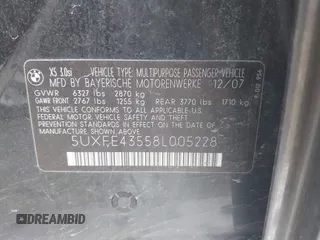 BMW
X5 3.0si VEHICLE TYPE: MULTIPURPOSE PASSENGER-VEHICLE
MFD BY BAYERISCHE MOTORENWERKE 12/07
GVWR 6327 lbs 2870 kg
GAWR
FRONT 2767 lbs 1255 kg REAR 3770 lbs 1710 kg
5UXFE43558L005228
THIS VEHICLE CONFORMS TO ALL APPLICABLE FEDERAL
MOTOR VEHICLE SAFETY AND THEFT PREVENTION
STANDARDS IN EFFECT ON THE DATE OF
MANUFACTURE SHOWN ABOVE.
DREAMBID